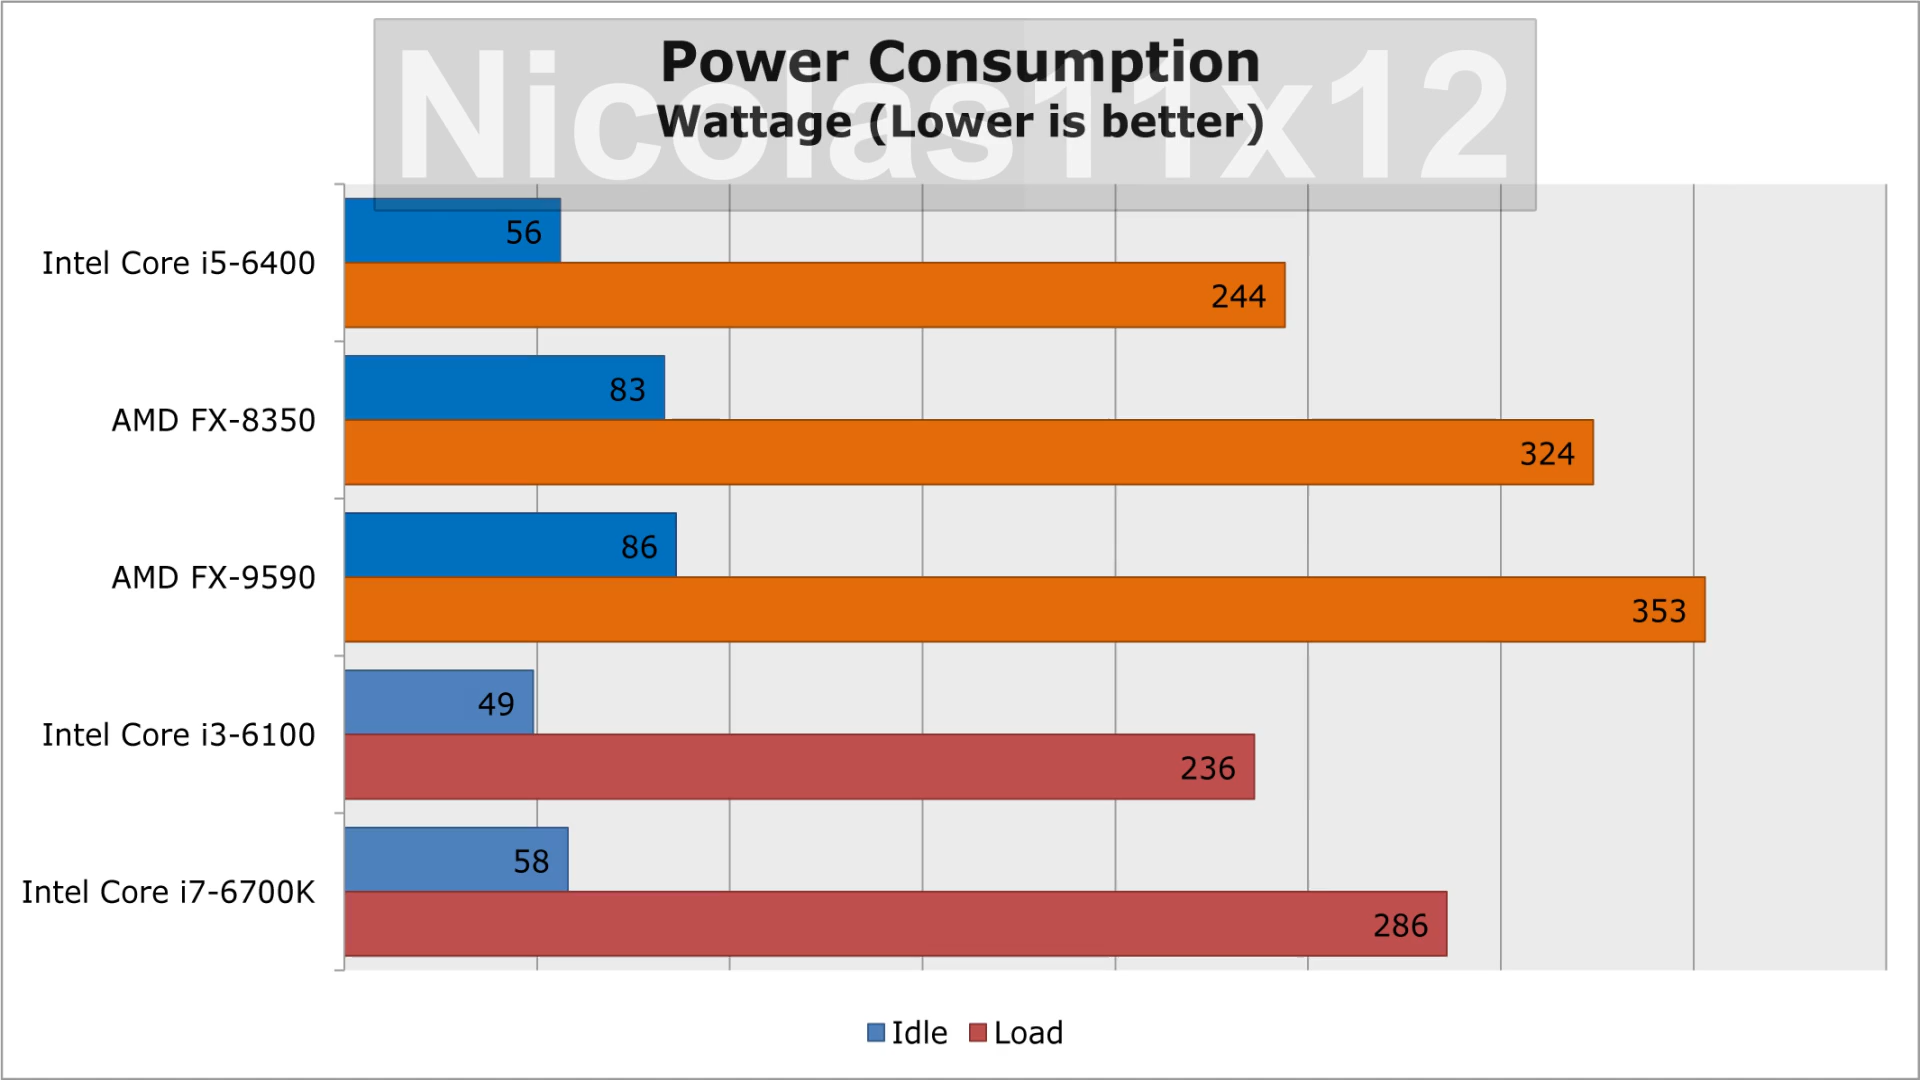 Power Consumption
Wattage (Lower is better)
Nicolas11x12
Intel Core i5-6400
56
244
AMD FX-8350
83
324
AMD FX-9590
86
353
Intel Core i3-6100
49
236
Intel Core i7-6700K
58
286
Idle Load